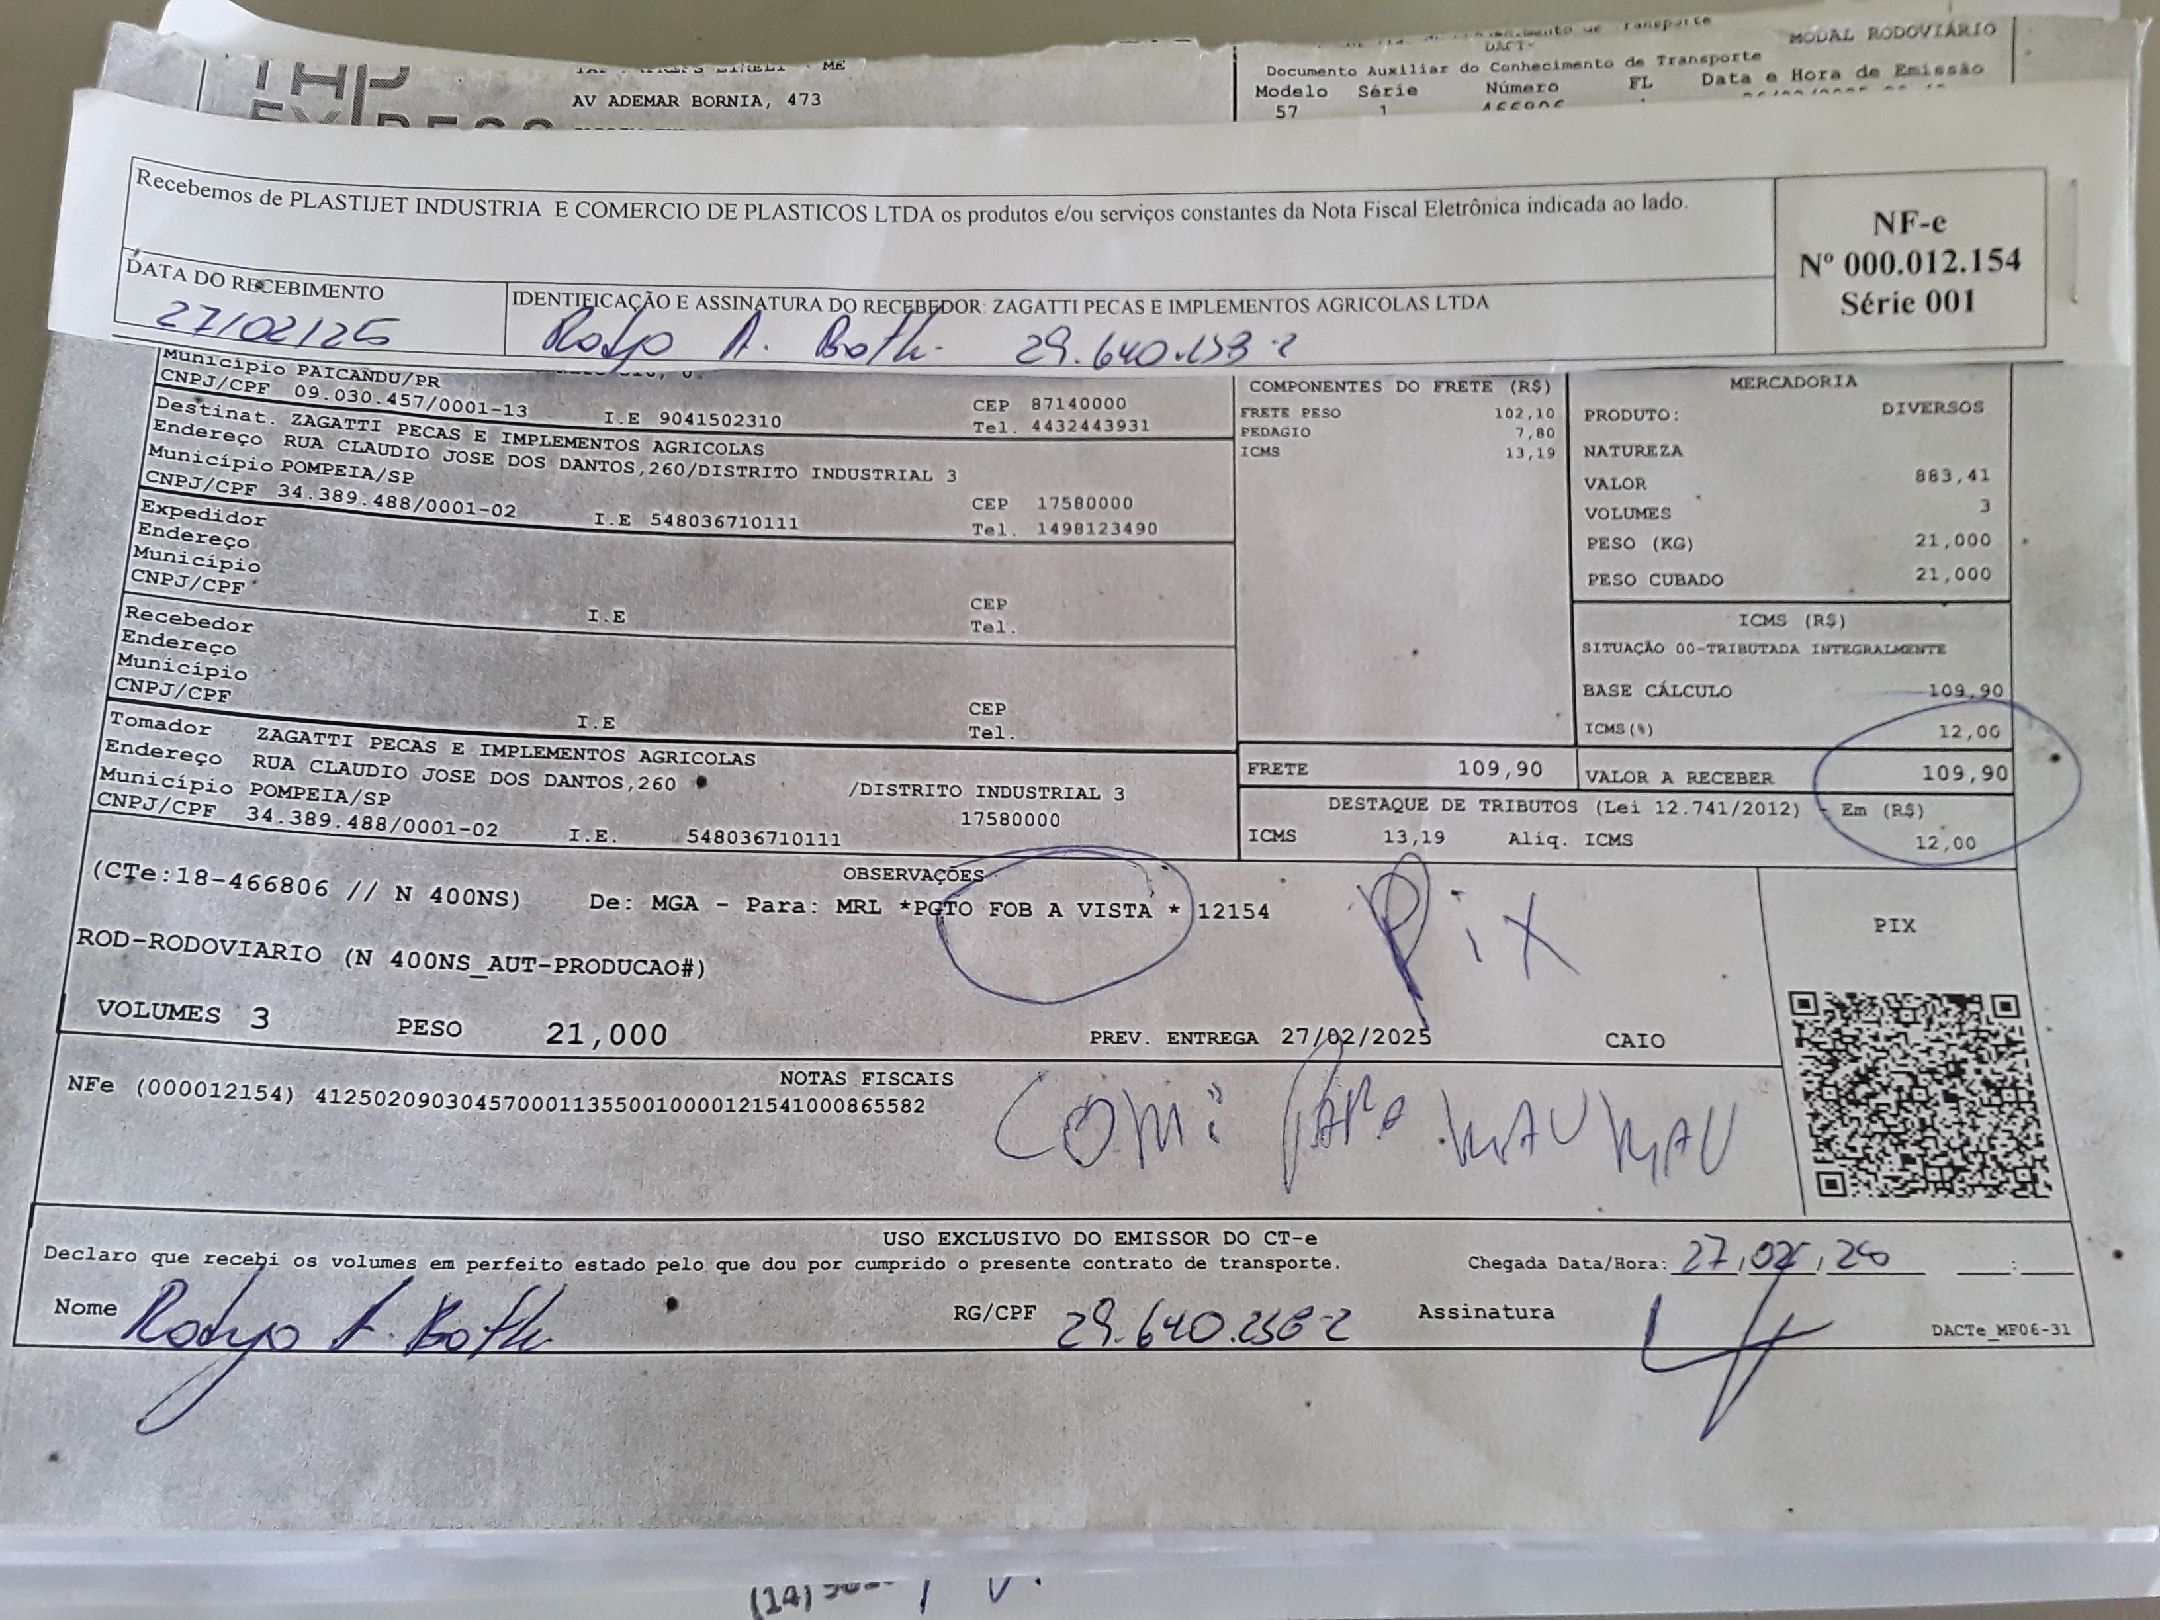 ME
AV ADEMAR BORNIA, 473
MODAL RODOVIÁRIO
DACT
Documento Auxiliar do Conhecimento de Transporte
Modelo Série Número FL Data e Hora de Emissão
57 1 466806
Recebemos de PLASTIJET INDUSTRIA E COMERCIO DE PLASTICOS LTDA os produtos e/ou serviços constantes da Nota Fiscal Eletrônica indicada ao lado.
NF-e
Nº 000.012.154
Série 001
DATA DO RECEBIMENTO
27/02/25
IDENTIFICAÇÃO E ASSINATURA DO RECEBEDOR: ZAGATTI PECAS E IMPLEMENTOS AGRICOLAS LTDA
A. 29.640.
Município PAICANDU/PR CEP 87140000
CNPJ/CPF 09.030.457/0001-13 I.E 9041502310 Tel. 4432443931
Destinat. ZAGATTI PECAS E IMPLEMENTOS AGRICOLAS
Endereço RUA CLAUDIO JOSE DOS DANTOS,260/DISTRITO INDUSTRIAL 3
Município POMPEIA/SP CEP 17580000
CNPJ/CPF 34.389.488/0001-02 I.E 548036710111 Tel. 1498123490
Expedidor
Endereço
Município CEP
CNPJ/CPF I.E Tel.
Recebedor
Endereço
Município CEP
CNPJ/CPF I.E Tel.
Tomador ZAGATTI PECAS E IMPLEMENTOS AGRICOLAS
Endereço RUA CLAUDIO JOSE DOS DANTOS,260 /DISTRITO INDUSTRIAL 3
Município POMPEIA/SP 17580000
CNPJ/CPF 34.389.488/0001-02 I.E. 548036710111
COMPONENTES DO FRETE (R$)
FRETE PESO 102,10
PEDAGIO 7,80
ICMS 13,19
FRETE 109,90
MERCADORIA
PRODUTO: DIVERSOS
NATUREZA
VALOR 883,41
VOLUMES 3
PESO (KG) 21,000
PESO CUBADO 21,000
ICMS (R$)
SITUAÇÃO 00-TRIBUTADA INTEGRALMENTE
BASE CÁLCULO 109,90
ICMS(%) 12,00
VALOR A RECEBER 109,90
DESTAQUE DE TRIBUTOS (Lei 12.741/2012) - Em (R$)
ICMS 13,19 Aliq. ICMS 12,00
OBSERVAÇÕES
(CTe:18-466806 // N 400NS) De: MGA - Para: MRL *PGTO FOB A VISTA * 12154
Pix
PIX
ROD-RODOVIARIO (N 400NS_AUT-PRODUCAO#)
VOLUMES 3 PESO 21,000 PREV. ENTREGA 27/02/2025 CAIO
NOTAS FISCAIS
NFe (000012154) 41250209030457000113550010000121541000865582
USO EXCLUSIVO DO EMISSOR DO CT-e
Declaro que recebi os volumes em perfeito estado pelo que dou por cumprido o presente contrato de transporte.
Chegada Data/Hora: 27,02, :
Nome A. RG/CPF 29.640. Assinatura
DACTe_MF06-31
(14)